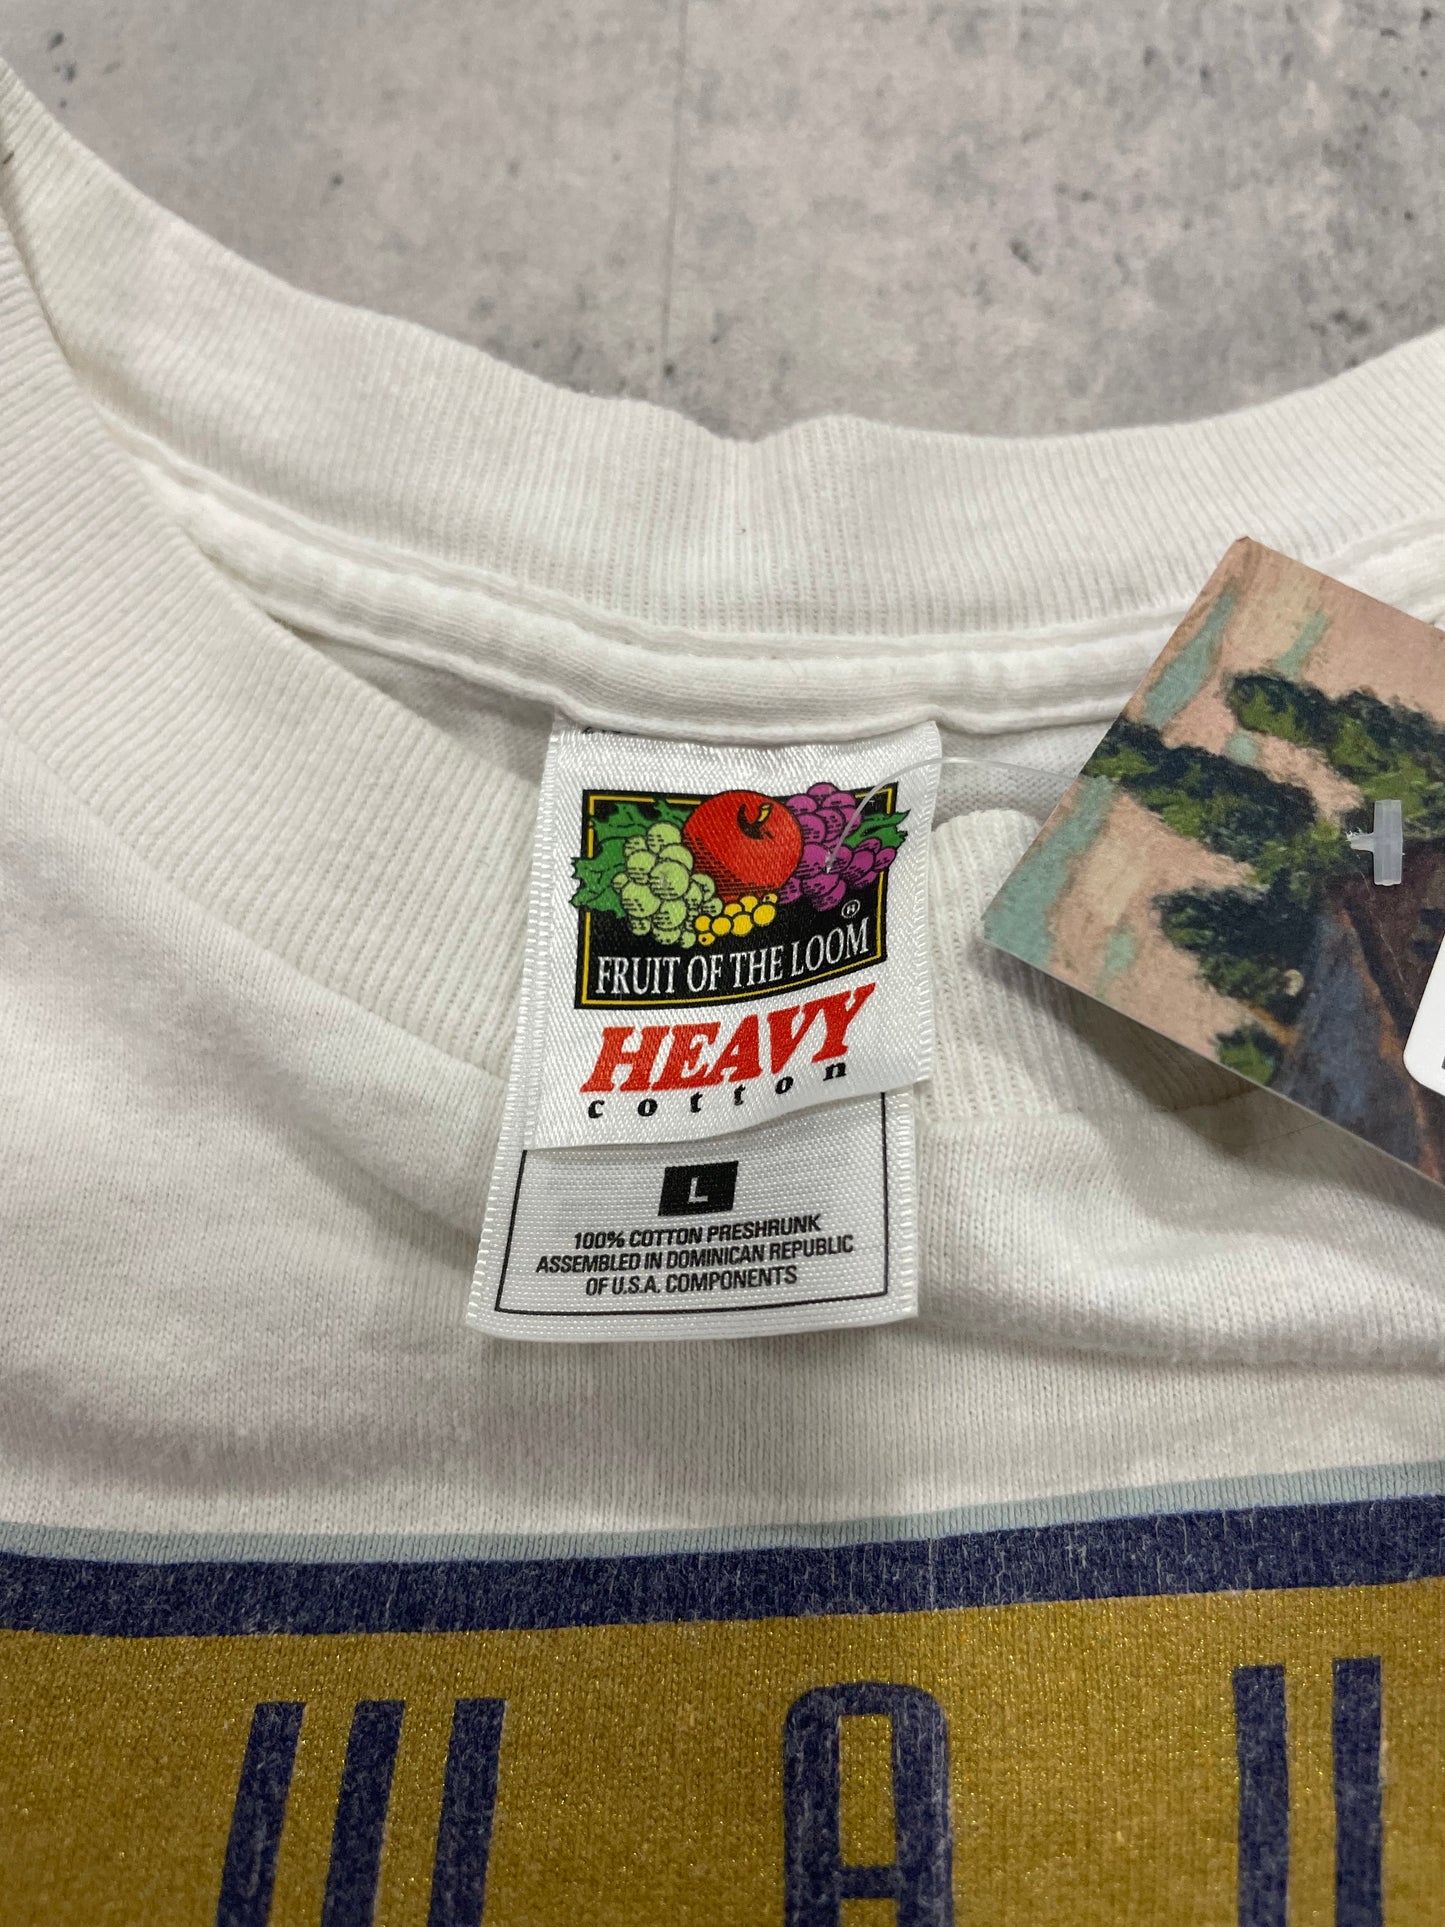 FRUIT OF THE LOOM ®
HEAVY
cotton
L
100% COTTON PRESHRUNK
ASSEMBLED IN DOMINICAN REPUBLIC
OF U.S.A. COMPONENTS